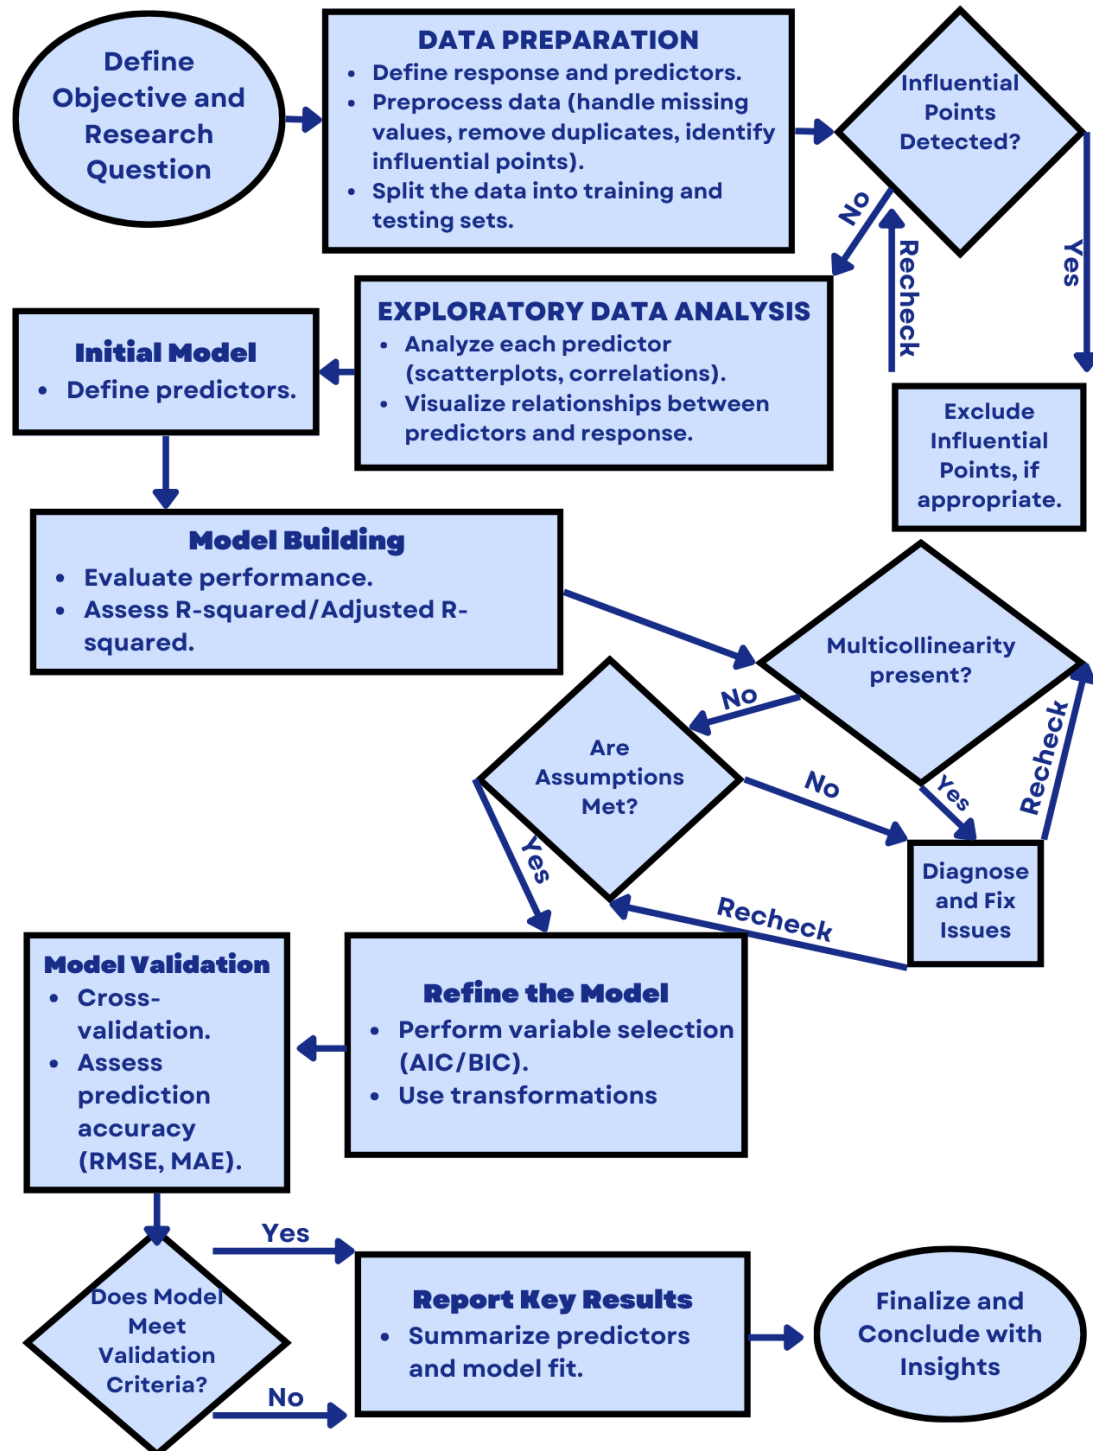 Define
Objective and
Research
Question
DATA PREPARATION
• Define response and predictors.
• Preprocess data (handle missing
values, remove duplicates, identify
influential points).
• Split the data into training and
testing sets.
Influential
Points
Detected?
No
Recheck
Yes
EXPLORATORY DATA ANALYSIS
• Analyze each predictor
(scatterplots, correlations).
• Visualize relationships between
predictors and response.
Initial Model
• Define predictors.
Exclude
Influential
Points, if
appropriate.
Model Building
• Evaluate performance.
• Assess R-squared/Adjusted R-
squared.
Multicollinearity
present?
No
Yes
Recheck
Are
Assumptions
Met?
No
Yes
Diagnose
and Fix
Issues
Recheck
Refine the Model
• Perform variable selection
(AIC/BIC).
• Use transformations
Model Validation
• Cross-
validation.
• Assess
prediction
accuracy
(RMSE, MAE).
Does Model
Meet
Validation
Criteria?
Yes
No
Report Key Results
• Summarize predictors
and model fit.
Finalize and
Conclude with
Insights